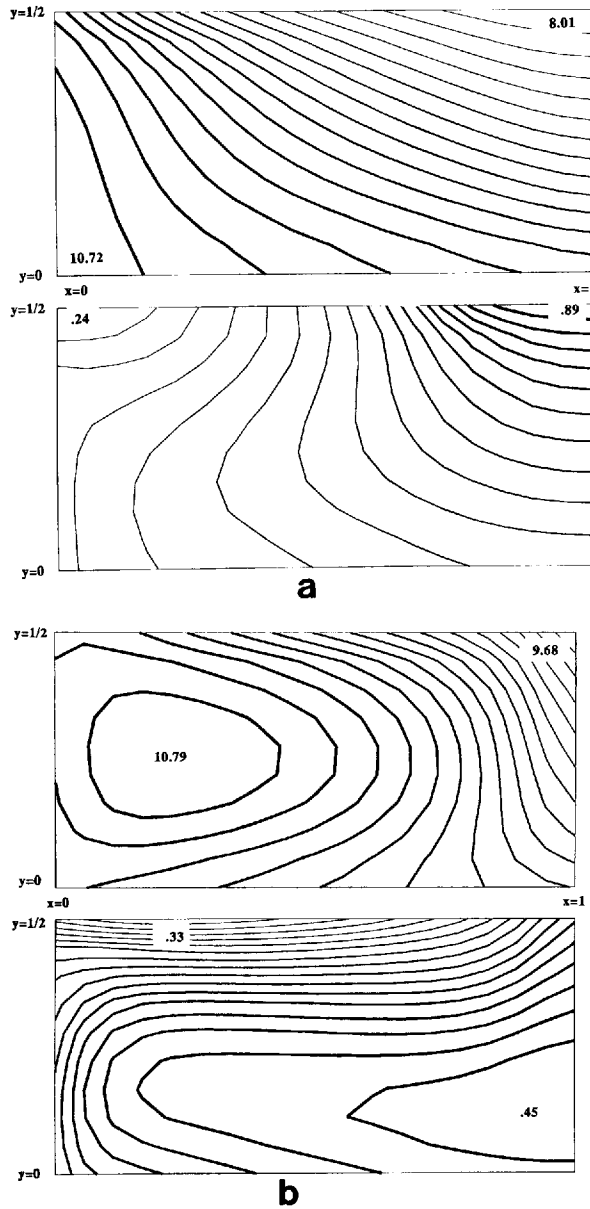 y=1/2
8.01
10.72
y=0
x=0
x=
y=1/2
.24
.89
y=0
a
y=1/2
9.68
10.79
y=0
x=0
x=1
y=1/2
.33
.45
y=0
b